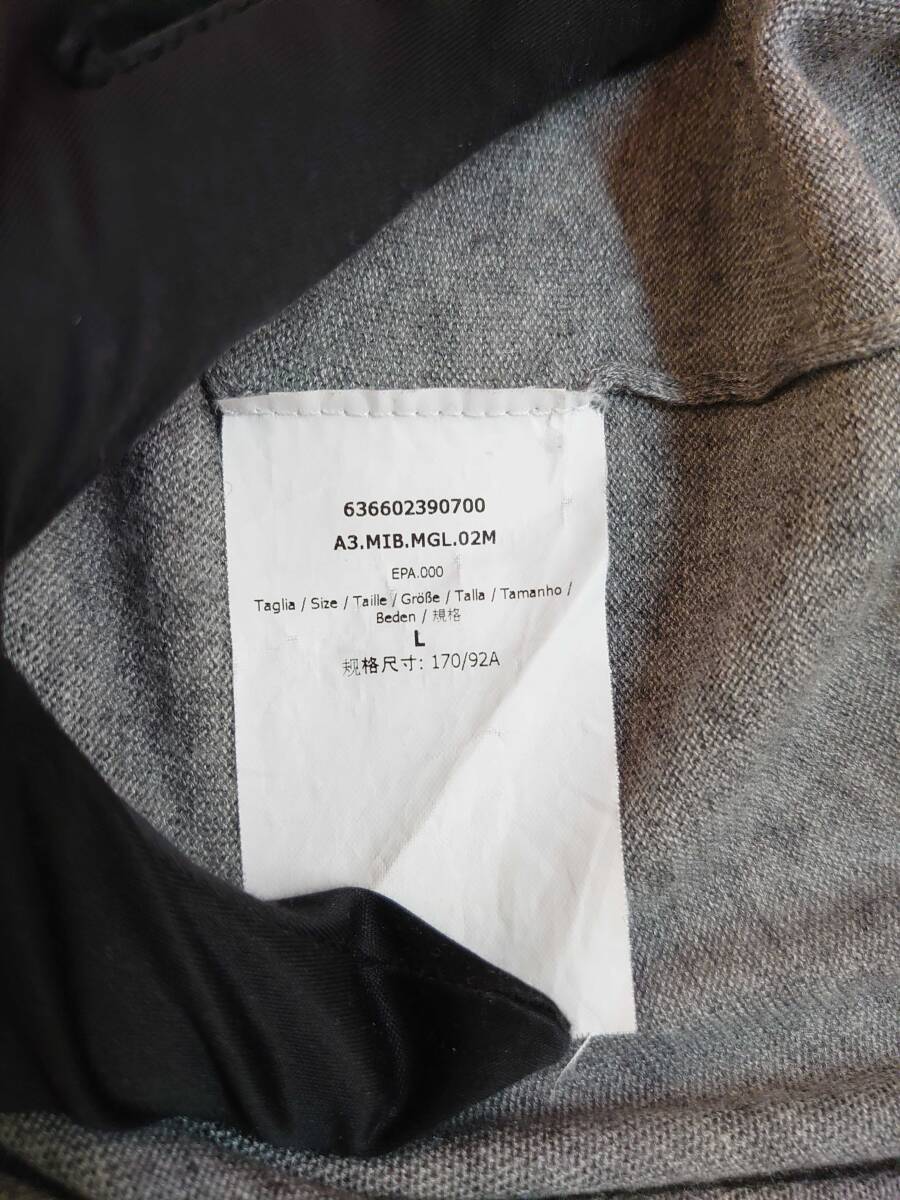 636602390700
A3.MIB.MGL.02M
EPA.000
Taglia / Size / Taille / Größe / Talla / Tamanho /
Beden / 規格
L
规格尺寸: 170/92A